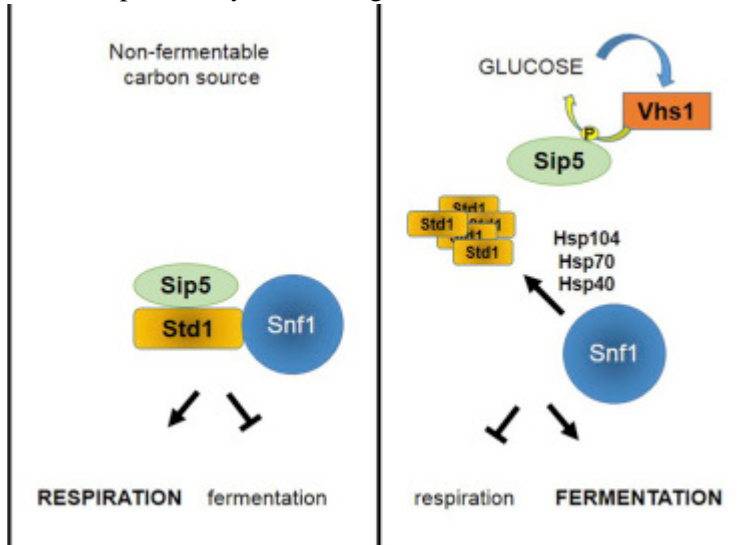 Non-fermentable
carbon source
Sip5
Std1
Snf1
RESPIRATION fermentation
GLUCOSE
Vhs1
P
Sip5
Std1
Std1
Std1
Hsp104
Hsp70
Hsp40
Snf1
respiration FERMENTATION